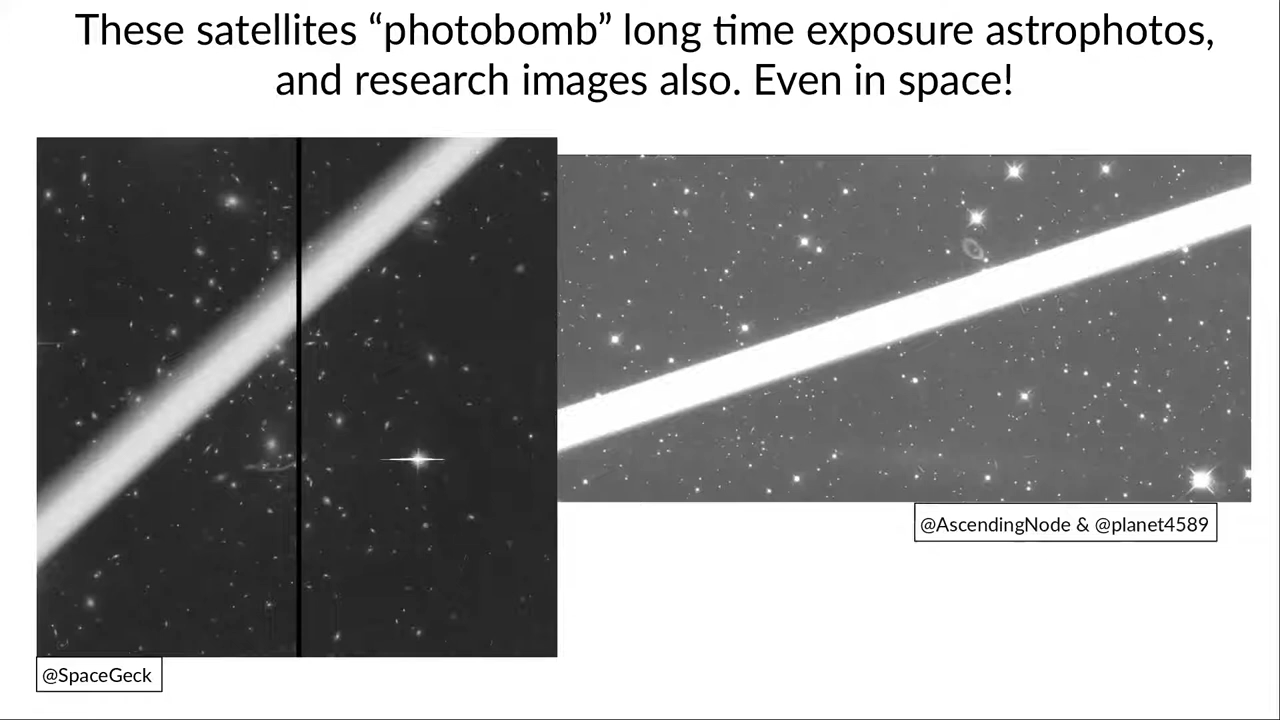 These satellites “photobomb” long time exposure astrophotos,
and research images also. Even in space!
@AscendingNode & @planet4589
@SpaceGeck